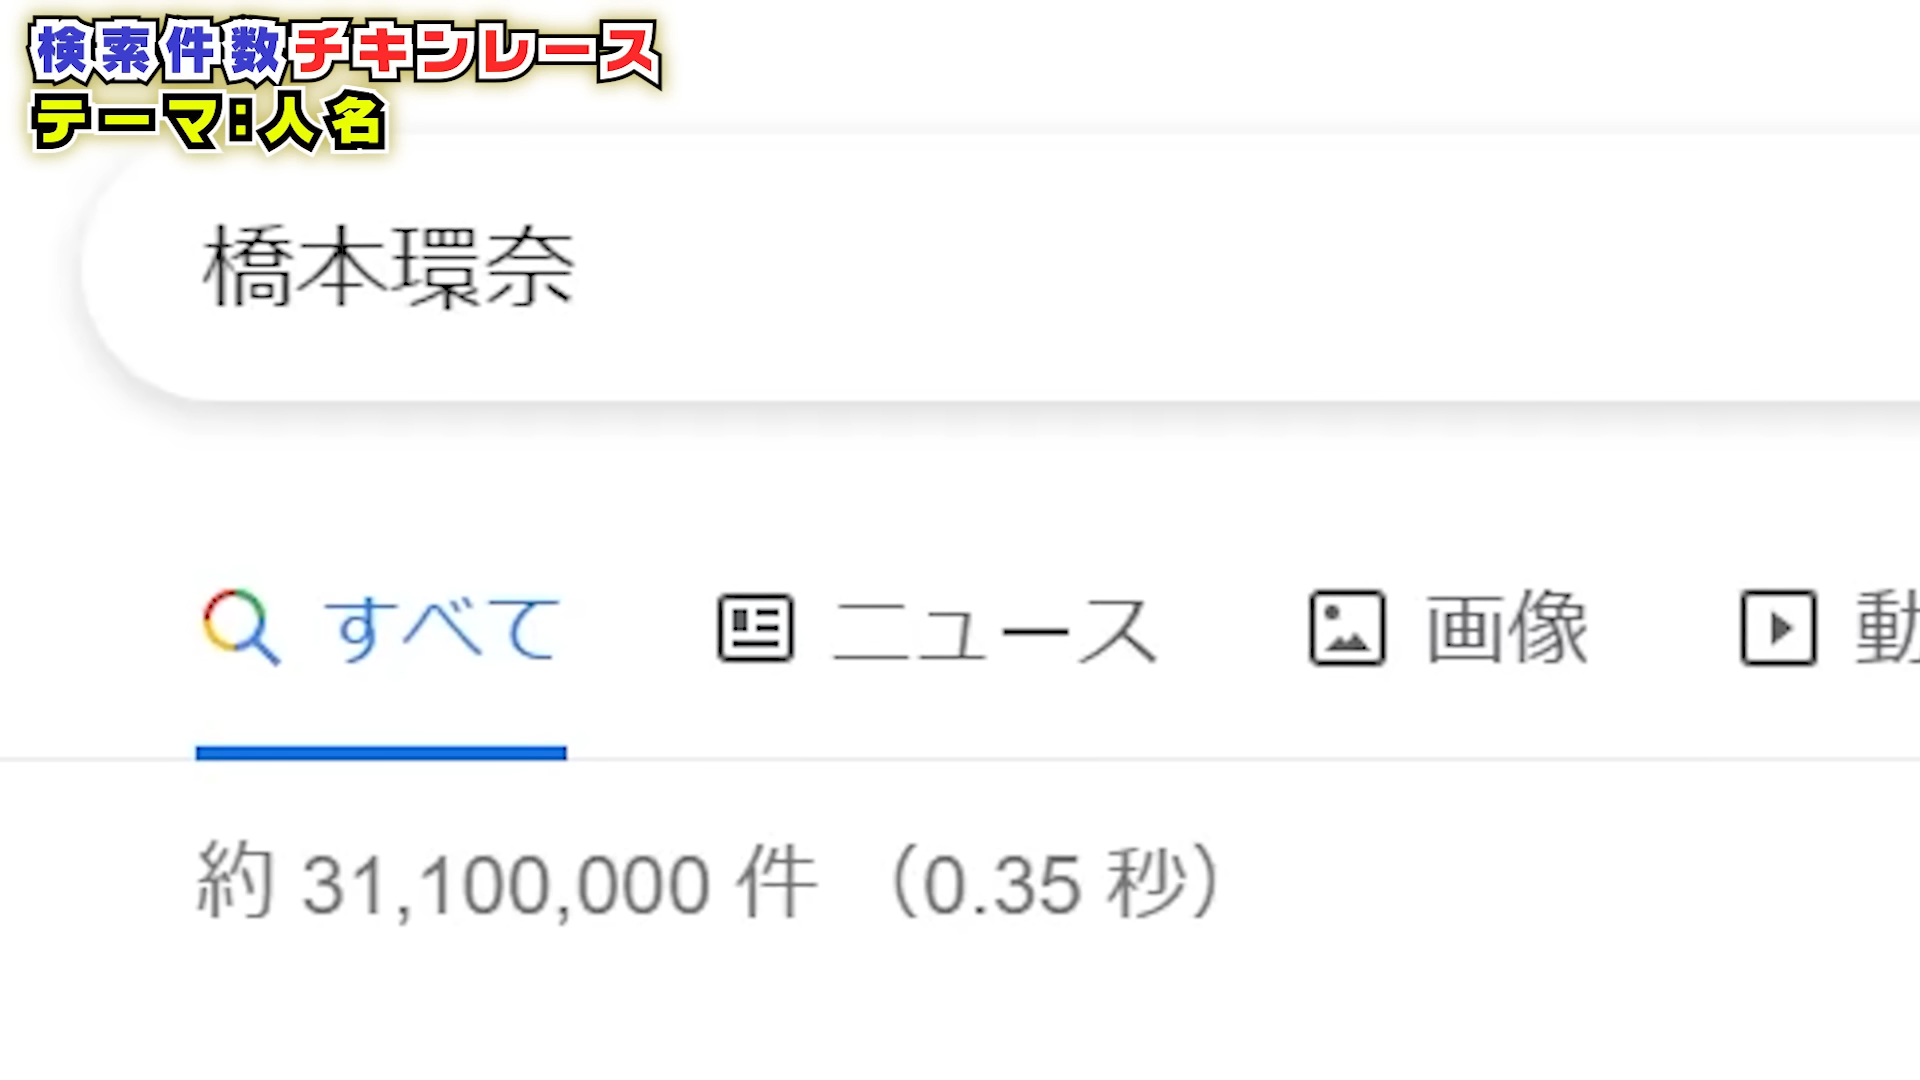 検索件数チキンレース
テーマ:人名
橋本環奈
すべて ニュース 画像 動
約 31,100,000 件 （0.35 秒）